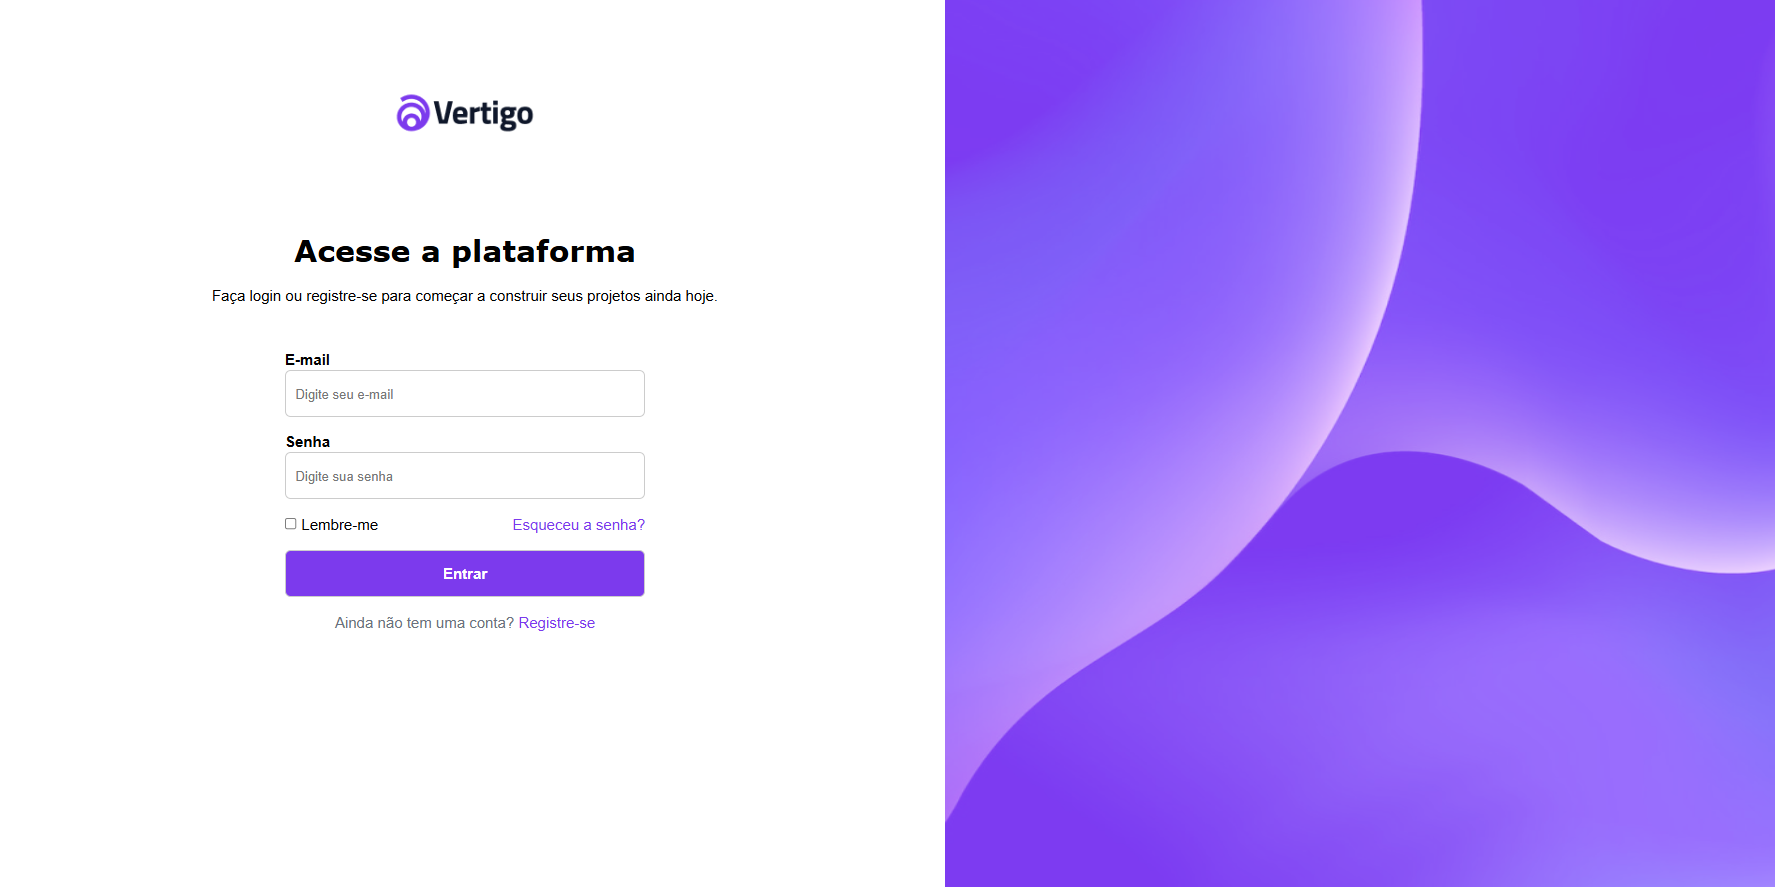 Vertigo
Acesse a plataforma
Faça login ou registre-se para começar a construir seus projetos ainda hoje.
E-mail
Digite seu e-mail
Senha
Digite sua senha
Lembre-me Esqueceu a senha?
Entrar
Ainda não tem uma conta? Registre-se